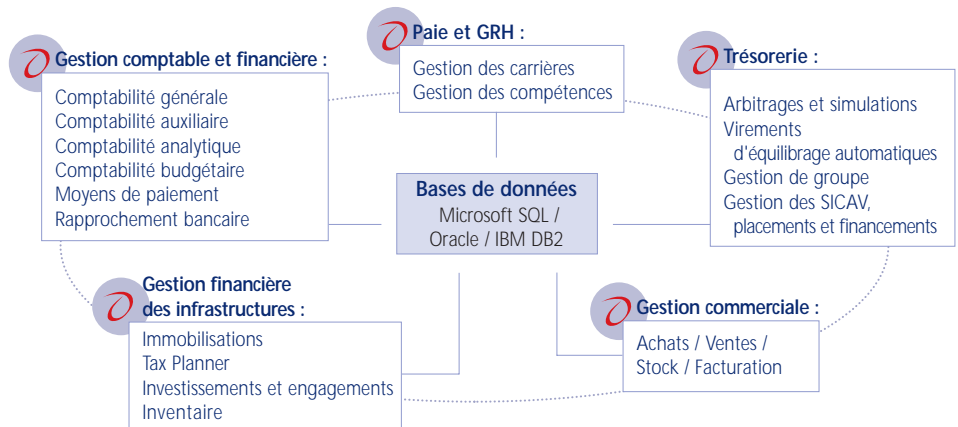 Paie et GRH :
Gestion des carrières
Gestion des compétences
Gestion comptable et financière :
Comptabilité générale
Comptabilité auxiliaire
Comptabilité analytique
Comptabilité budgétaire
Moyens de paiement
Rapprochement bancaire
Trésorerie :
Arbitrages et simulations
Virements
d'équilibrage automatiques
Gestion de groupe
Gestion des SICAV,
placements et financements
Bases de données
Microsoft SQL /
Oracle / IBM DB2
Gestion financière
des infrastructures :
Immobilisations
Tax Planner
Investissements et engagements
Inventaire
Gestion commerciale :
Achats / Ventes /
Stock / Facturation